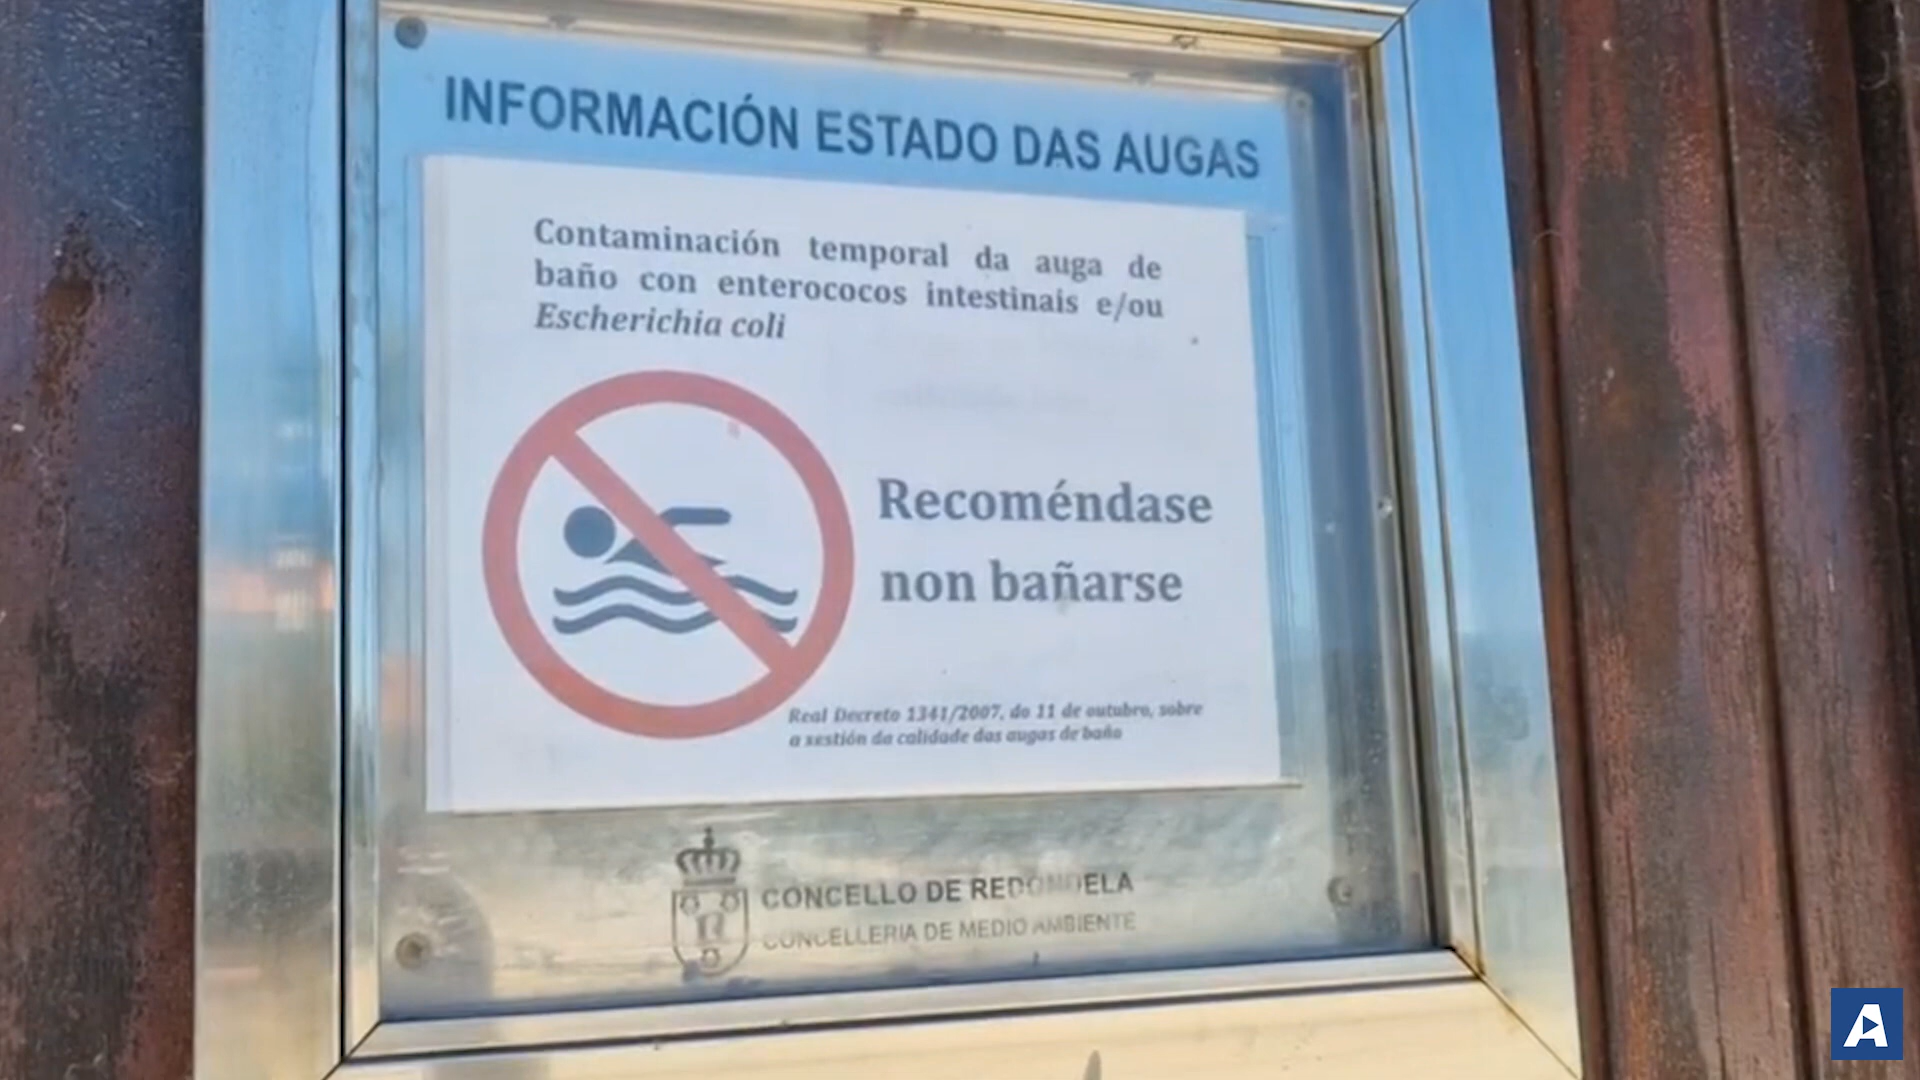 INFORMACIÓN ESTADO DAS AUGAS
Contaminación temporal da auga de
baño con enterococos intestinais e/ou
Escherichia coli
Recoméndase
non bañarse
Real Decreto 1341/2007, do 11 de outubro, sobre
a xestión da calidade das augas de baño
CONCELLO DE REDONDELA
CONCELLERIA DE MEDIO AMBIENTE